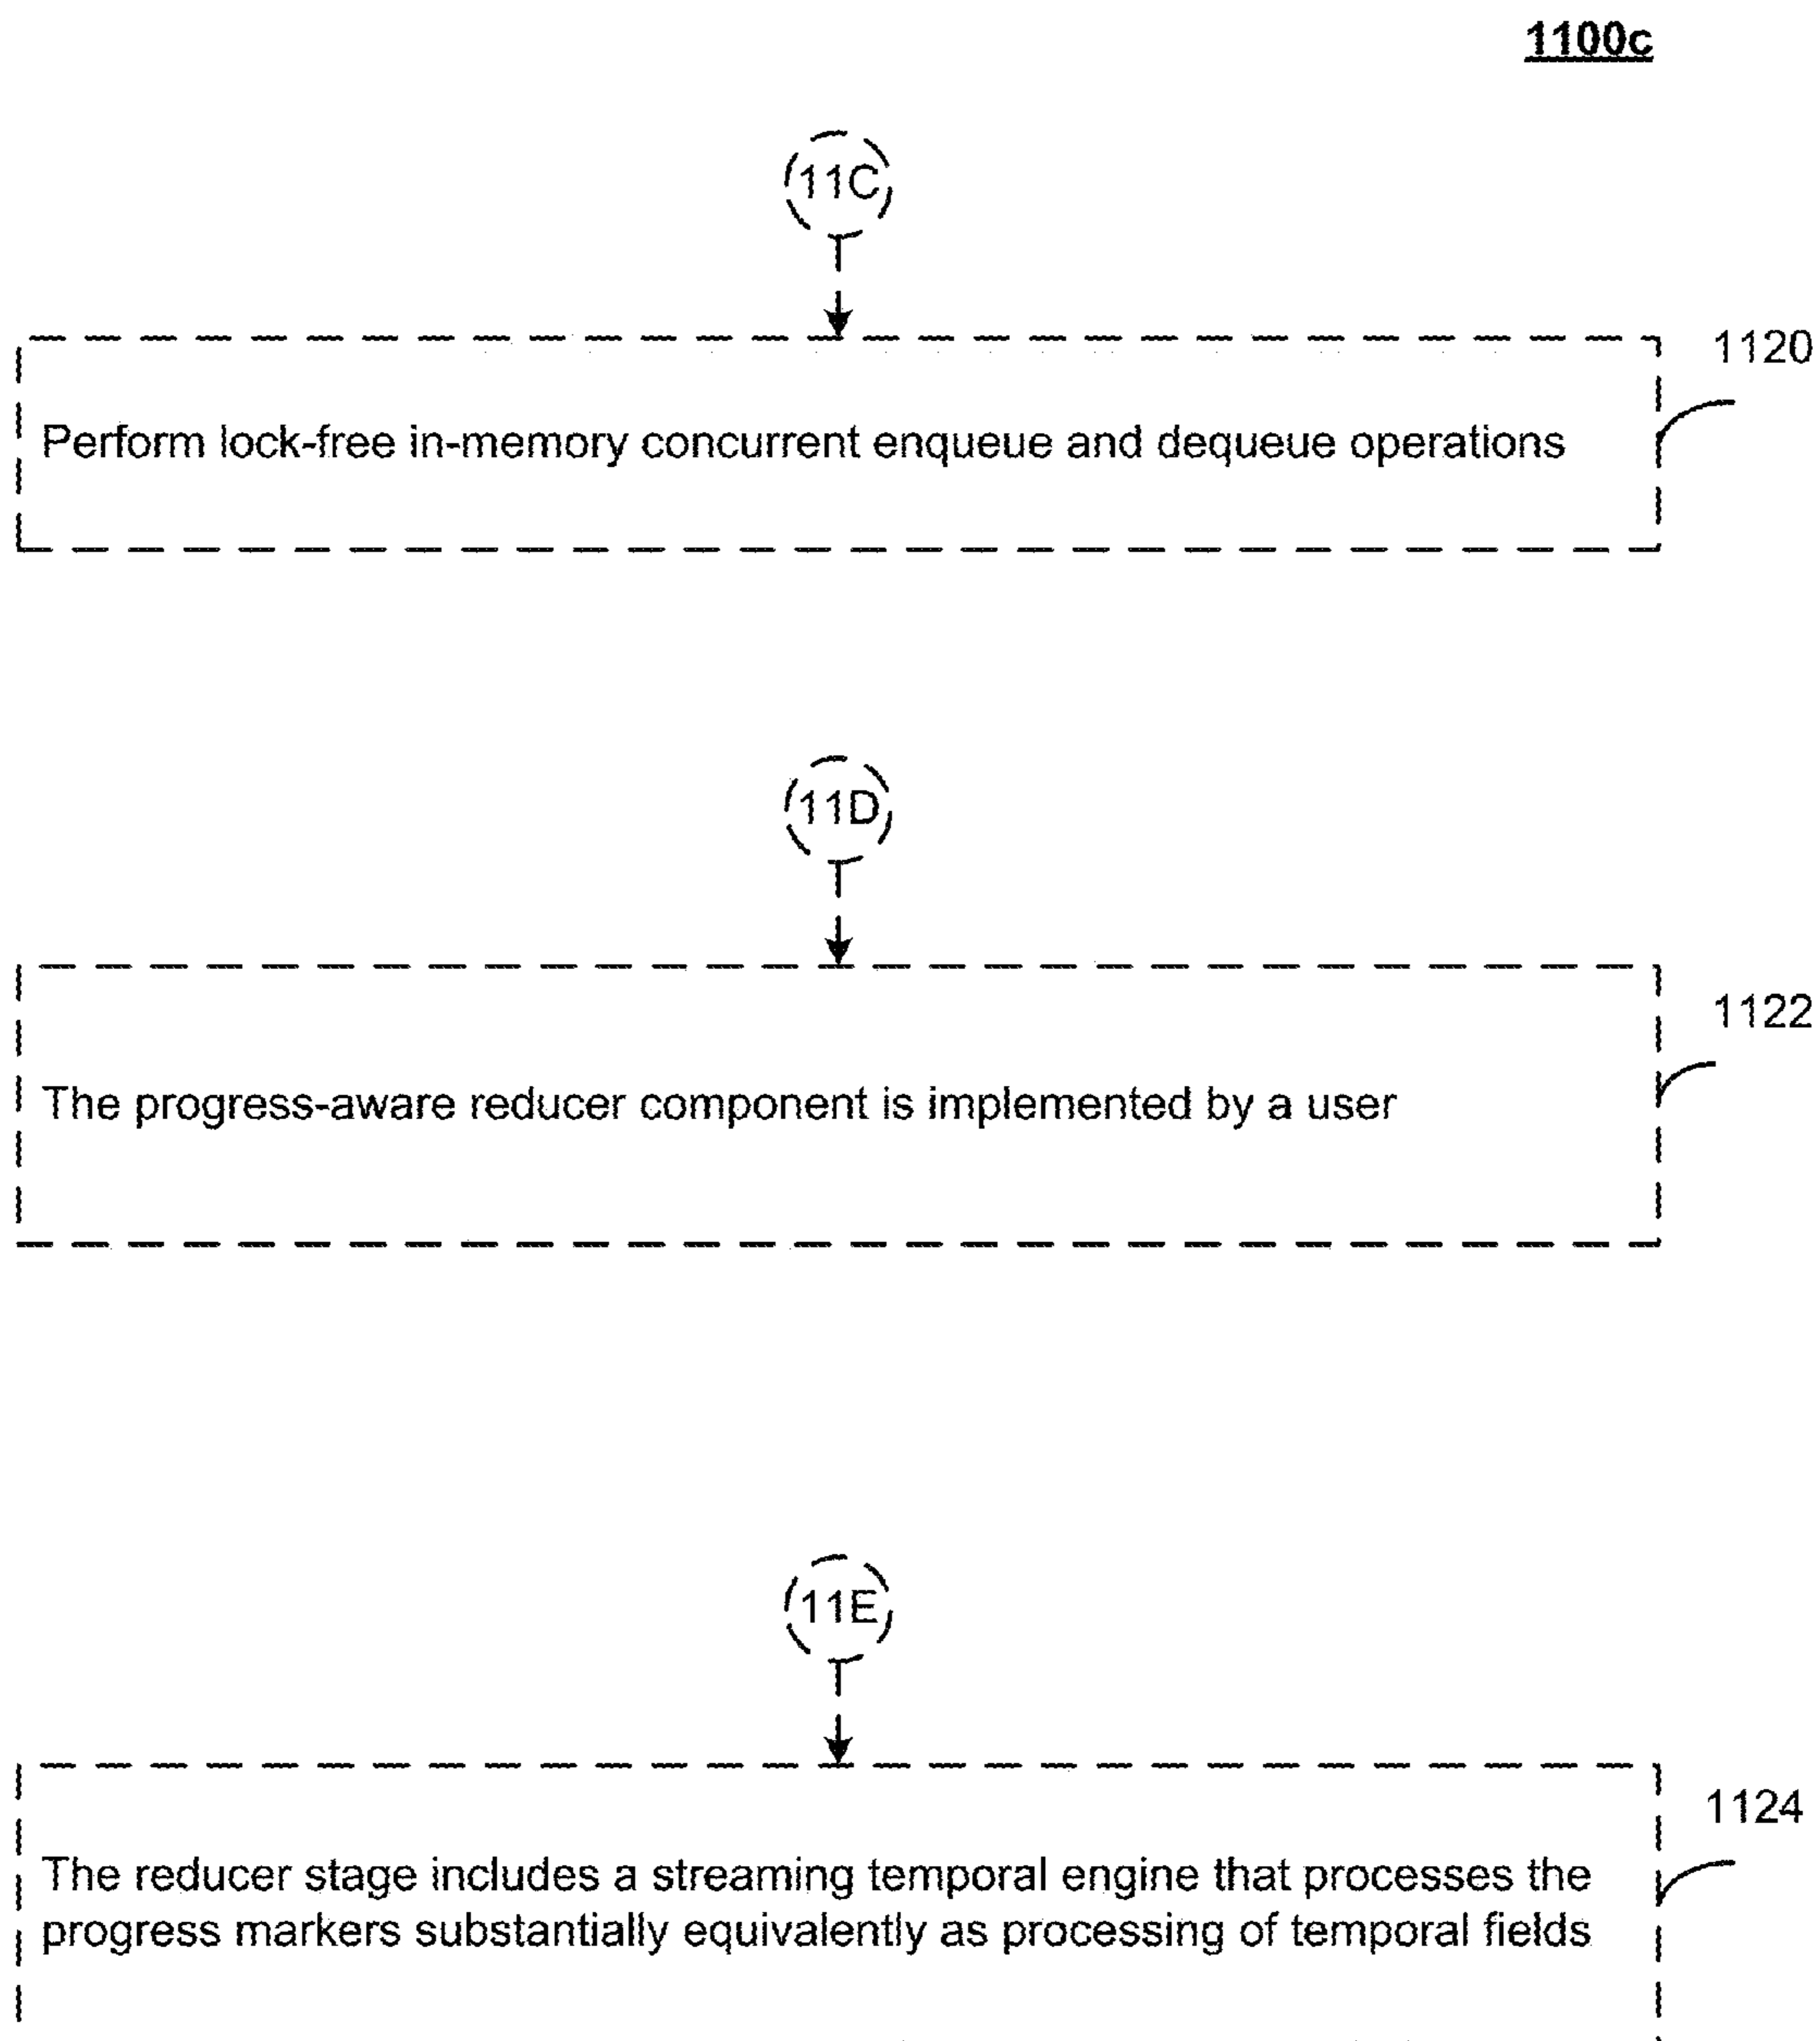 1100c
11C
1120
Perform lock-free in-memory concurrent enqueue and dequeue operations
11D
1122
The progress-aware reducer component is implemented by a user
11E
1124
The reducer stage includes a streaming temporal engine that processes the
progress markers substantially equivalently as processing of temporal fields